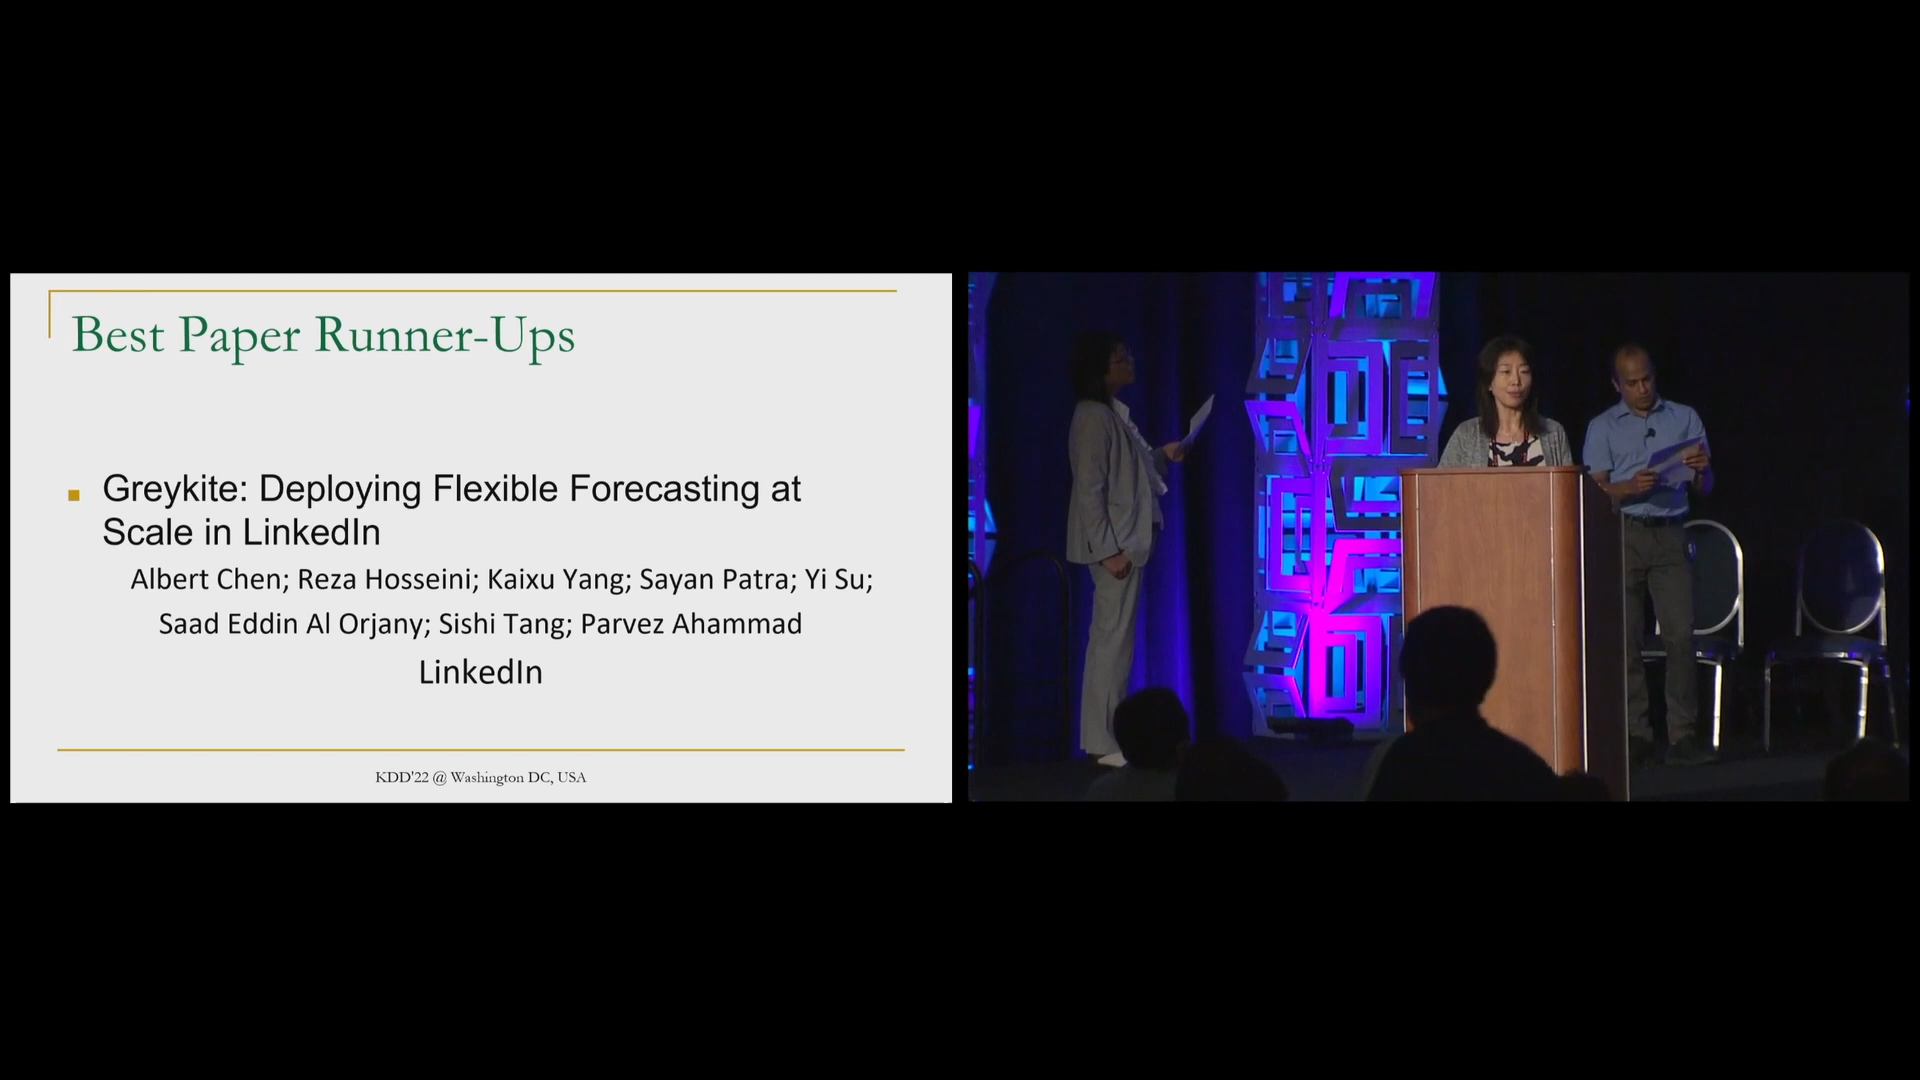 Best Paper Runner-Ups
Greykite: Deploying Flexible Forecasting at
Scale in LinkedIn
Albert Chen; Reza Hosseini; Kaixu Yang; Sayan Patra; Yi Su;
Saad Eddin Al Orjany; Sishi Tang; Parvez Ahammad
LinkedIn
KDD'22 @ Washington DC, USA